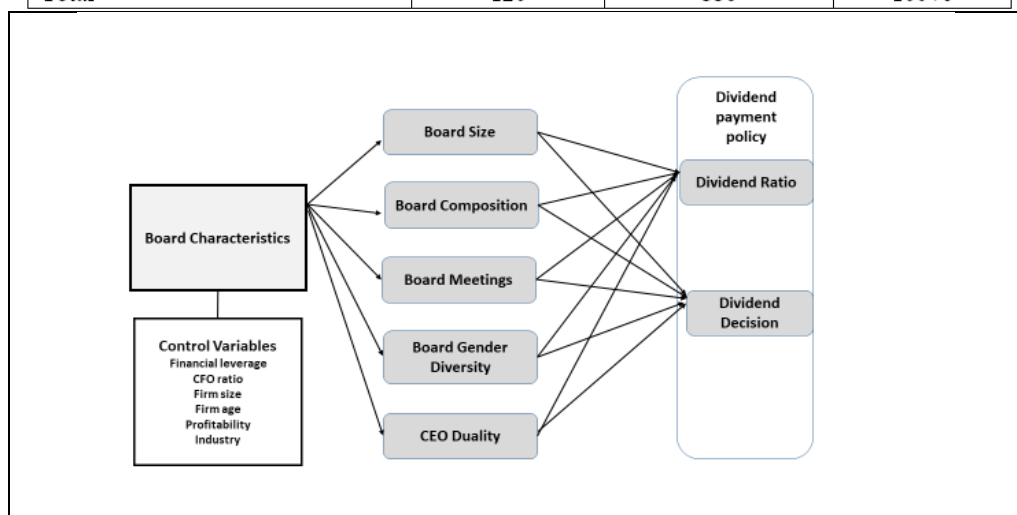 Dividend
payment
policy
Board Size
Dividend Ratio
Board Composition
Board Characteristics
Board Meetings
Dividend
Decision
Control Variables
Financial leverage
CFO ratio
Firm size
Firm age
Profitability
Industry
Board Gender
Diversity
CEO Duality